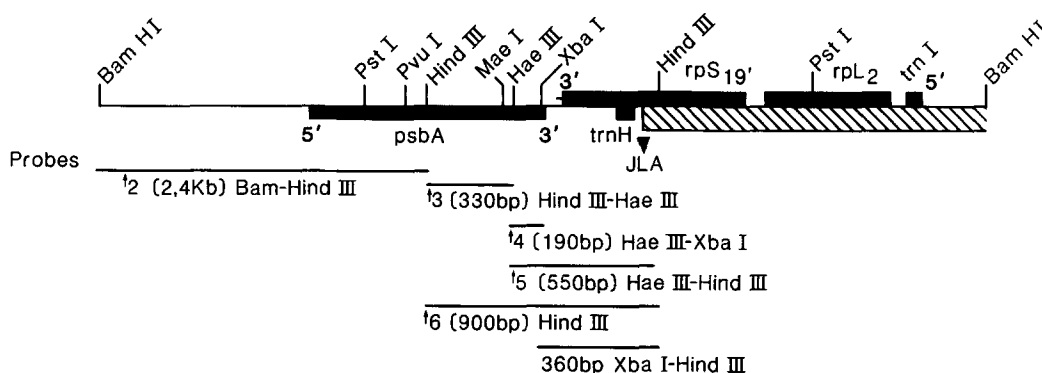 Bam HI
Pst I
Pvu I
Hind III
Mae I
Hae III
Xba I
Hind III
Pst I
trn I
Bam HI
3'
rpS19'
rpL2
5'
5'
psbA
3'
trnH
JLA
Probes
↑2 (2,4Kb) Bam-Hind III
↑3 (330bp) Hind III-Hae III
↑4 (190bp) Hae III-Xba I
↑5 (550bp) Hae III-Hind III
↑6 (900bp) Hind III
360bp Xba I-Hind III